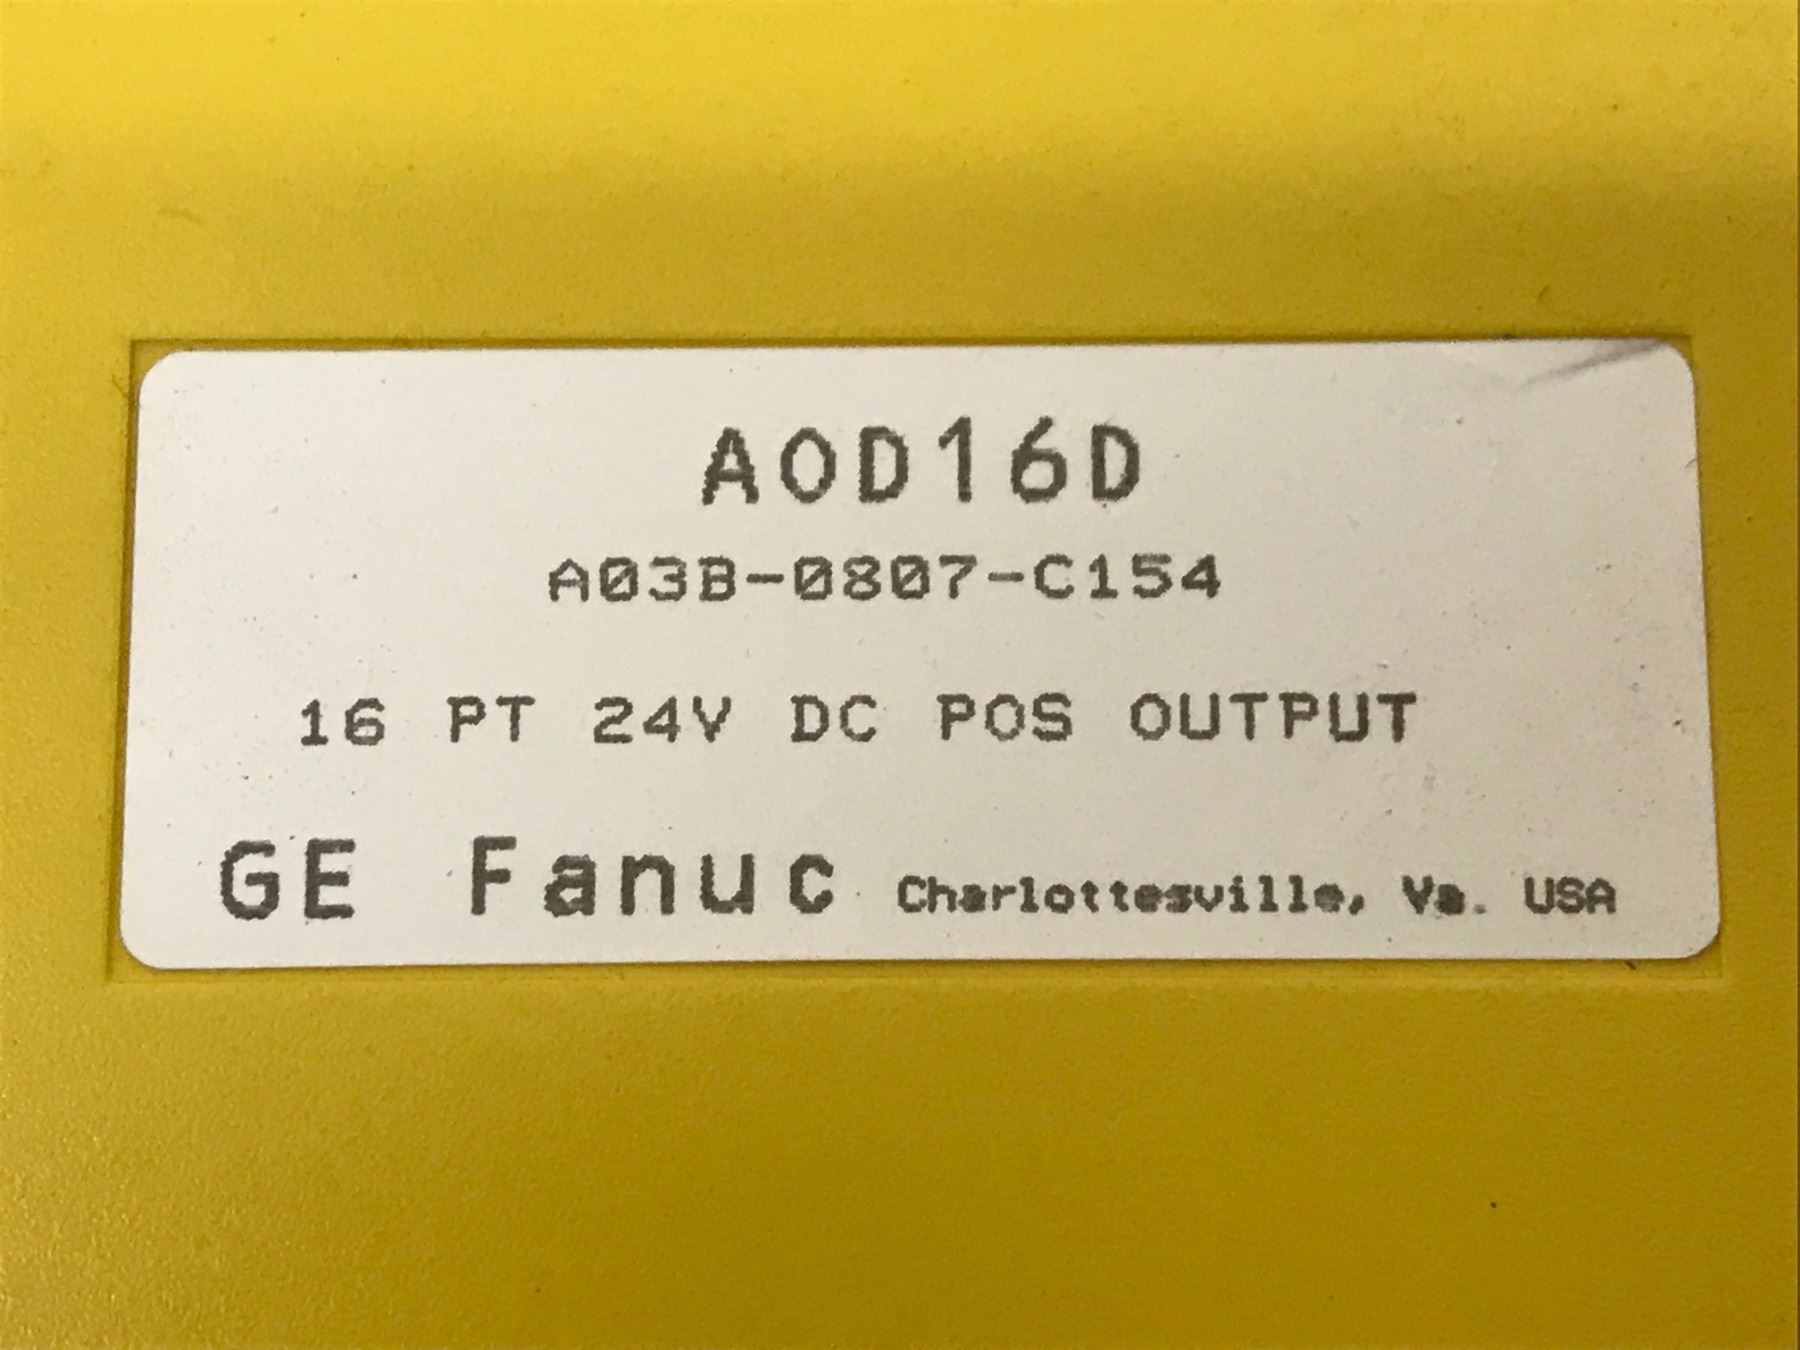 AOD16D
A03B-0807-C154
16 PT 24V DC POS OUTPUT
GE Fanuc Charlottesville, Va. USA